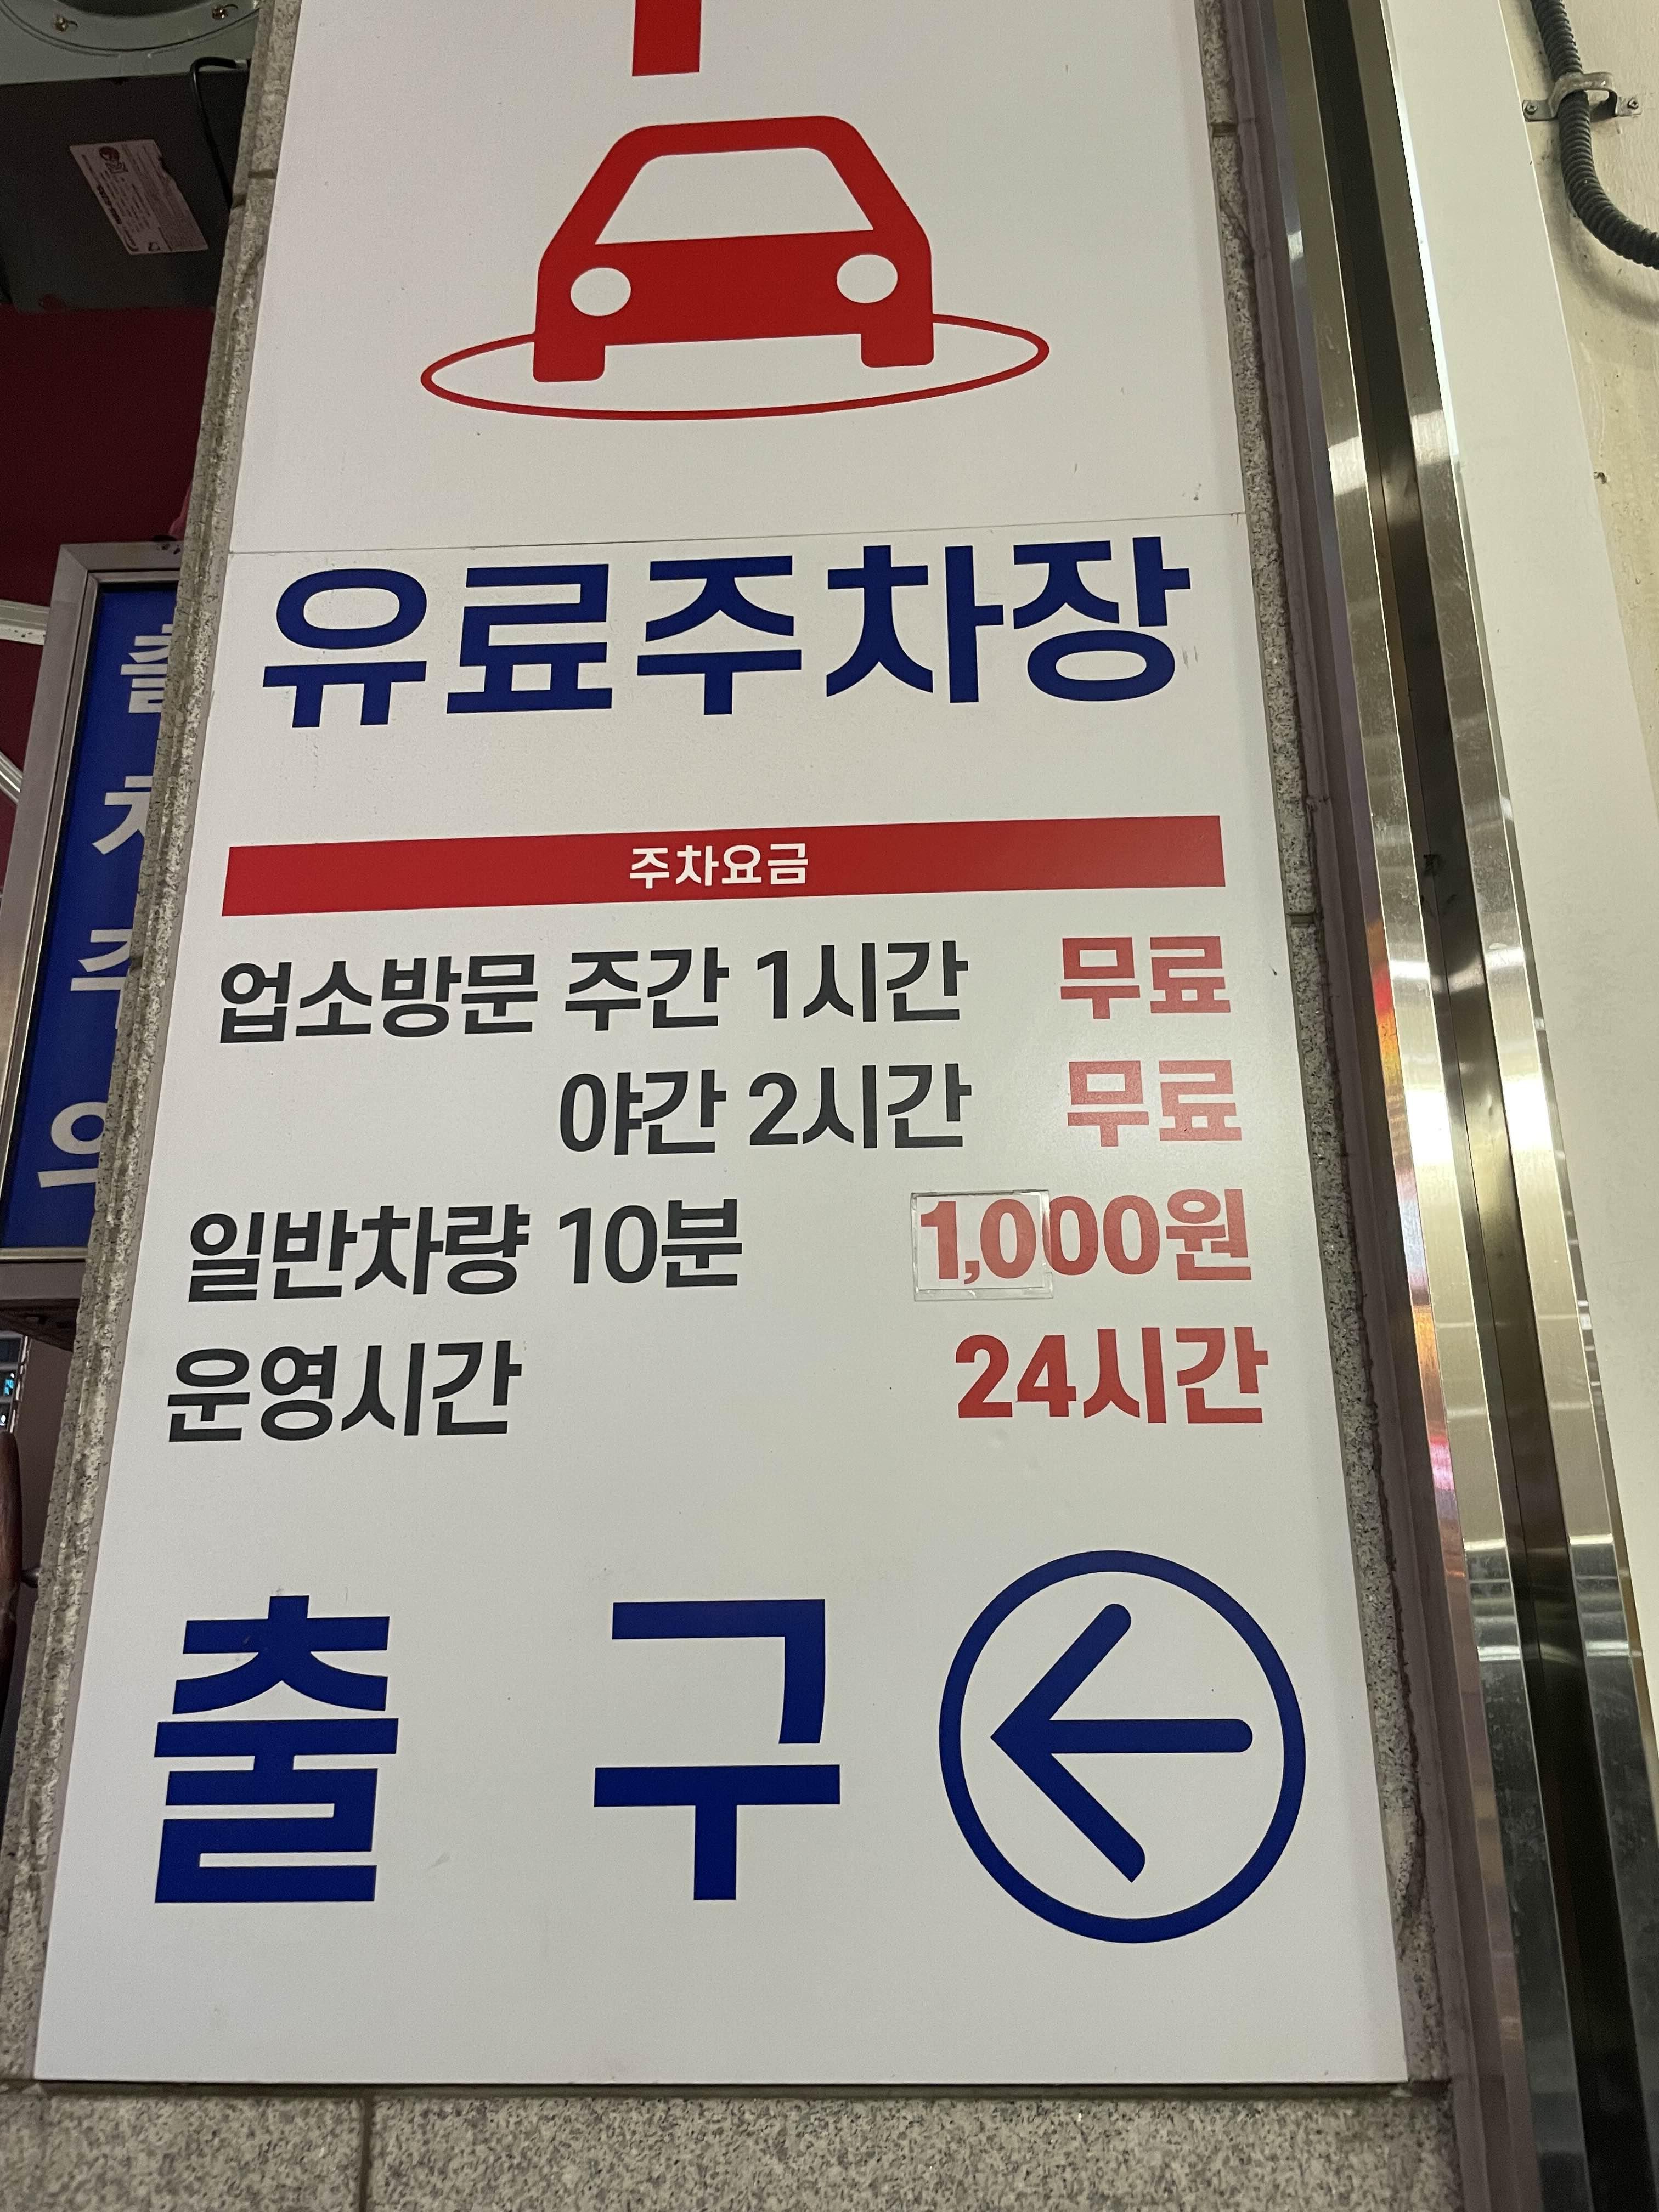 유료주차장
주차요금
업소방문 주간 1시간 무료
야간 2시간 무료
일반차량 10분 1,000원
운영시간 24시간
출 구